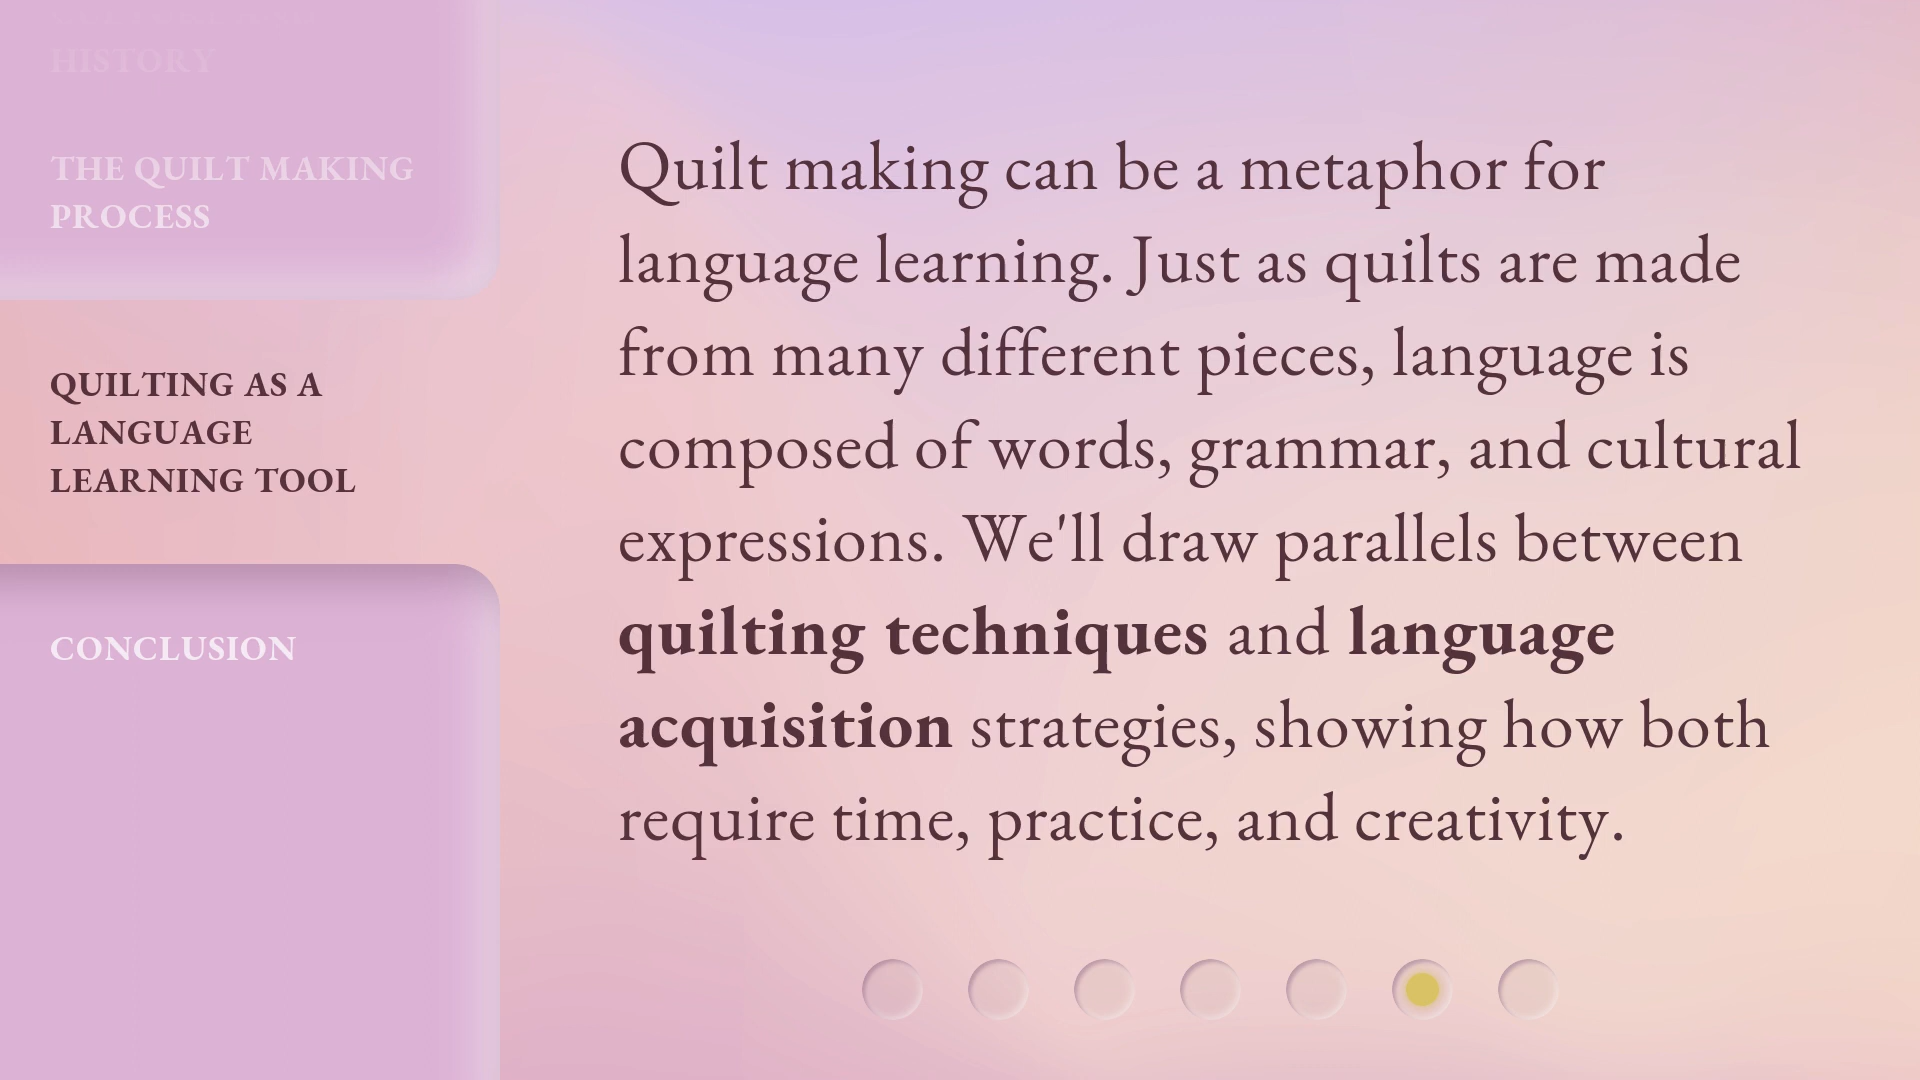 HISTORY
THE QUILT MAKING
PROCESS
QUILTING AS A
LANGUAGE
LEARNING TOOL
CONCLUSION
Quilt making can be a metaphor for
language learning. Just as quilts are made
from many different pieces, language is
composed of words, grammar, and cultural
expressions. We'll draw parallels between
quilting techniques and language
acquisition strategies, showing how both
require time, practice, and creativity.